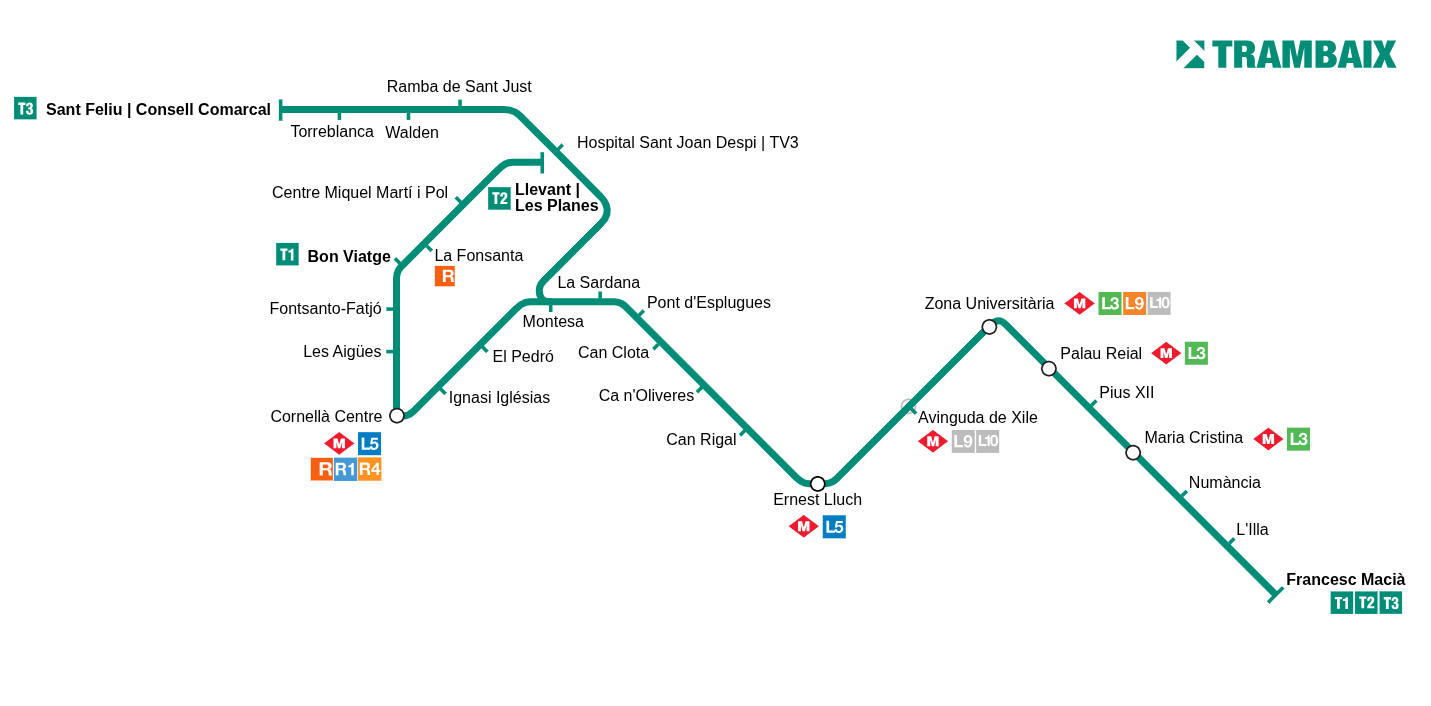 TRAMBAIX
Ramba de Sant Just
T3 Sant Feliu | Consell Comarcal
Torreblanca
Walden
Hospital Sant Joan Despi | TV3
Centre Miquel Martí i Pol
T2 Llevant |
Les Planes
T1 Bon Viatge
La Fonsanta
R
La Sardana
Fontsanto-Fatjó
Montesa
Pont d'Esplugues
Zona Universitària M L3 L9 L10
Les Aigües
El Pedró
Can Clota
Palau Reial M L3
Ignasi Iglésias
Ca n'Oliveres
Pius XII
Cornellà Centre
M L5
R R1 R4
Can Rigal
Avinguda de Xile
M L9 L10
Maria Cristina M L3
Ernest Lluch
M L5
Numància
L'Illa
Francesc Macià
T1 T2 T3